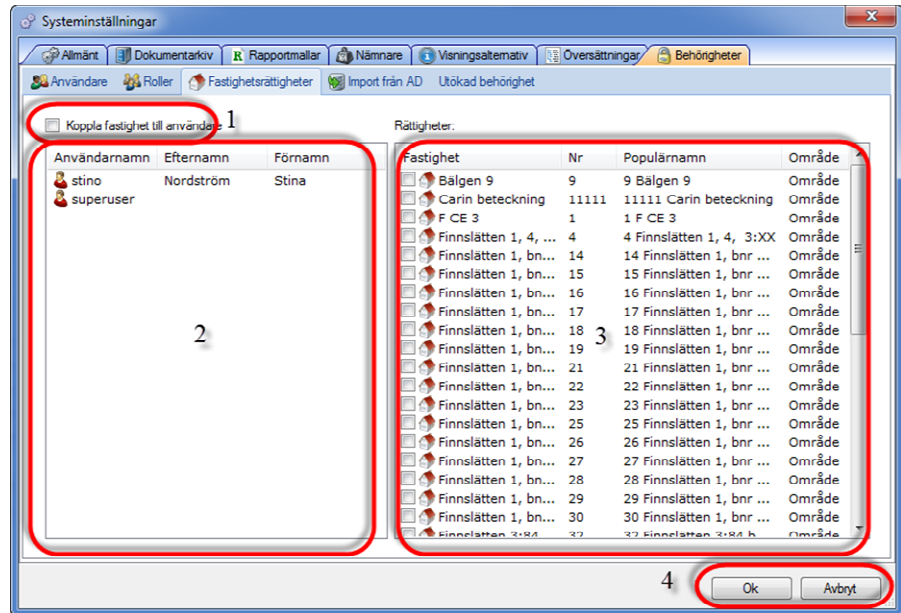 Systeminställningar
Allmänt Dokumentarkiv Rapportmallar Nämnare Visningsalternativ Översättningar Behörigheter
Användare Roller Fastighetsrättigheter Import från AD Utökad behörighet
Koppla fastighet till användare 1 Rättigheter:
Användarnamn Efternamn Förnamn Fastighet Nr Populärnamn Område
stino Nordström Stina Bälgen 9 9 9 Bälgen 9 Område
superuser Carin beteckning 11111 11111 Carin beteckning Område
F CE 3 1 1 F CE 3 Område
Finnslätten 1, 4, ... 4 4 Finnslätten 1, 4, 3:XX Område
Finnslätten 1, bn... 14 14 Finnslätten 1, bnr ... Område
Finnslätten 1, bn... 15 15 Finnslätten 1, bnr ... Område
Finnslätten 1, bn... 16 16 Finnslätten 1, bnr ... Område
Finnslätten 1, bn... 17 17 Finnslätten 1, bnr ... Område
2 Finnslätten 1, bn... 18 3 18 Finnslätten 1, bnr ... Område
Finnslätten 1, bn... 19 19 Finnslätten 1, bnr ... Område
Finnslätten 1, bn... 21 21 Finnslätten 1, bnr ... Område
Finnslätten 1, bn... 22 22 Finnslätten 1, bnr ... Område
Finnslätten 1, bn... 23 23 Finnslätten 1, bnr ... Område
Finnslätten 1, bn... 25 25 Finnslätten 1, bnr ... Område
Finnslätten 1, bn... 26 26 Finnslätten 1, bnr ... Område
Finnslätten 1, bn... 27 27 Finnslätten 1, bnr ... Område
Finnslätten 1, bn... 28 28 Finnslätten 1, bnr ... Område
Finnslätten 1, bn... 29 29 Finnslätten 1, bnr ... Område
Finnslätten 1, bn... 30 30 Finnslätten 1, bnr ... Område
Finnslätten 3:84 32 32 Finnslätten 3:84 b Område
4 Ok Avbryt